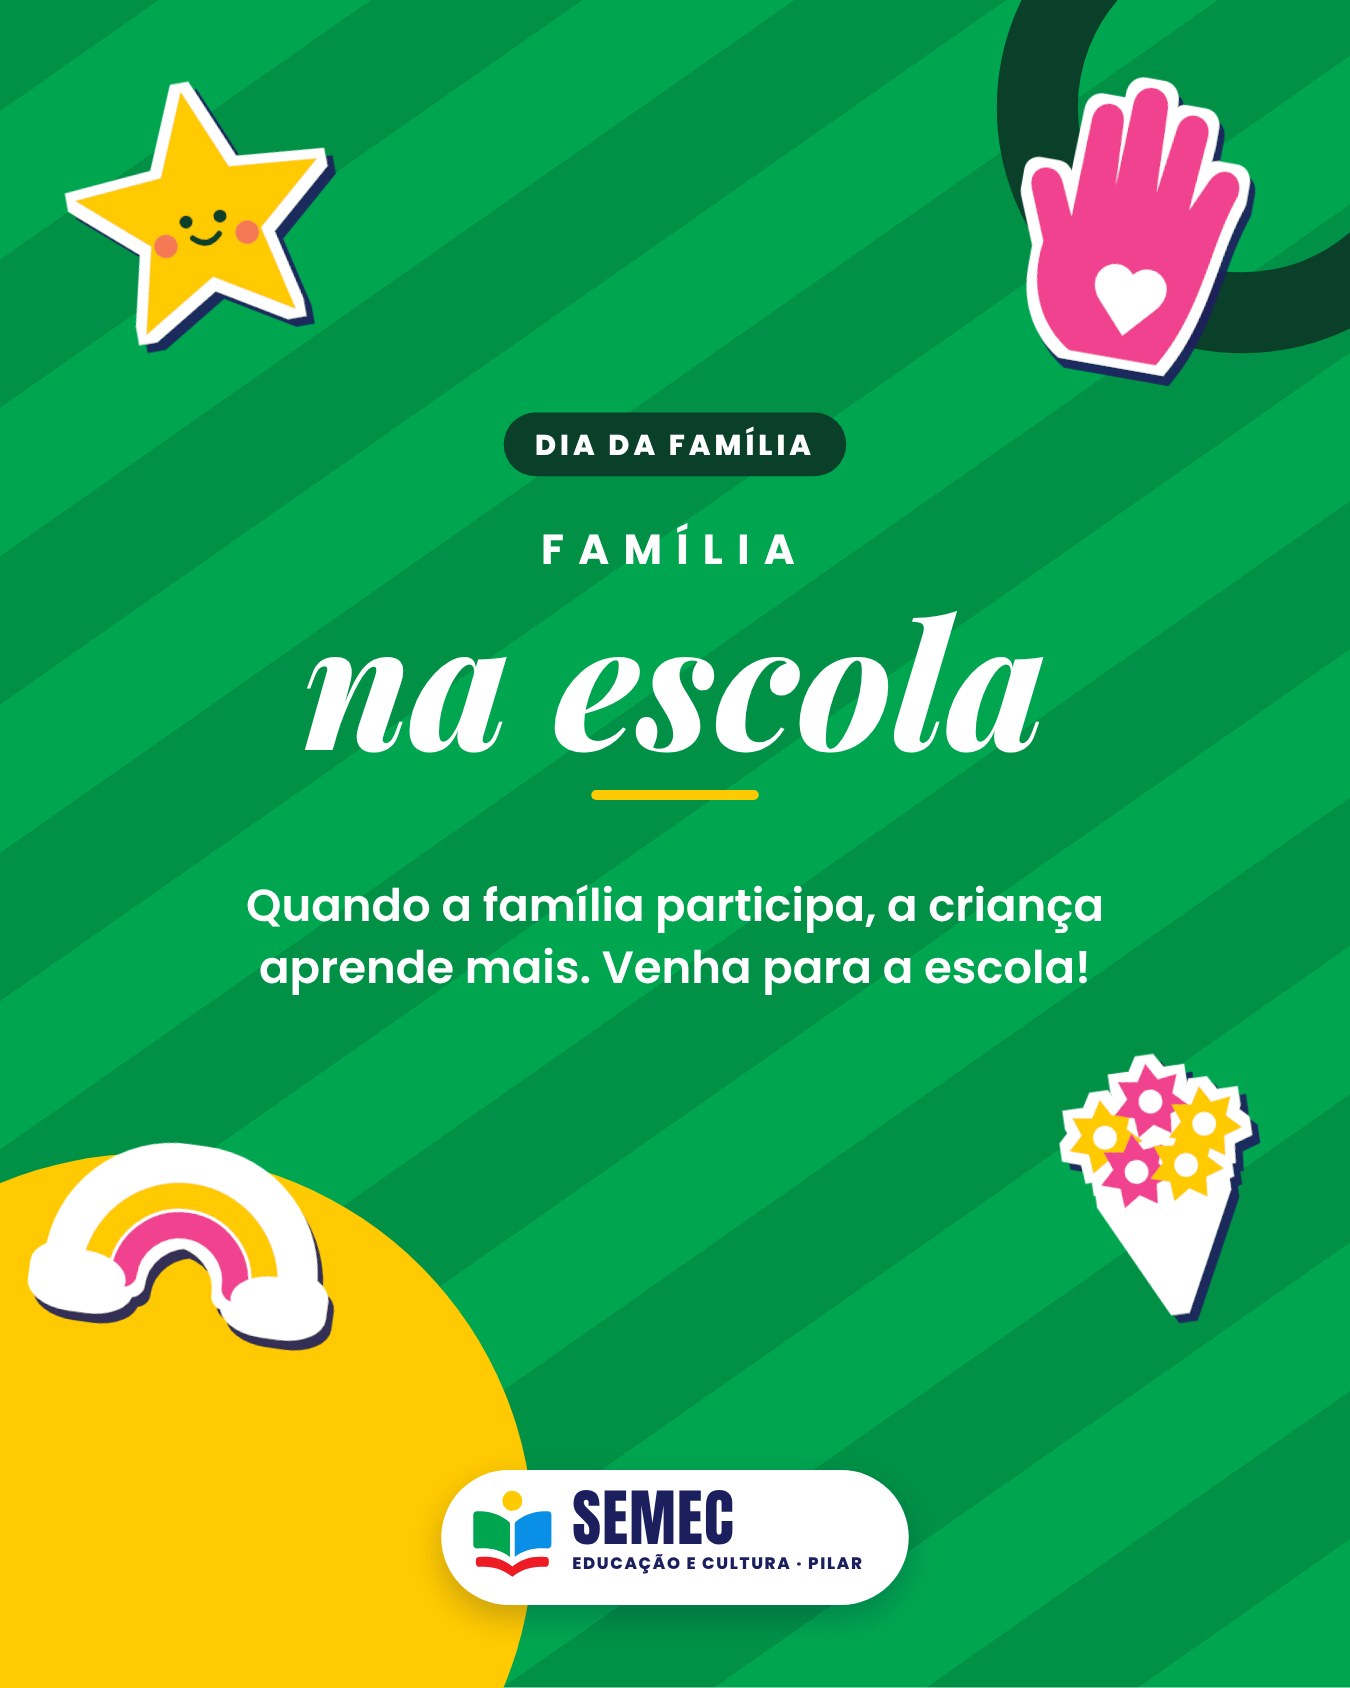 DIA DA FAMÍLIA
FAMÍLIA
na escola
Quando a família participa, a criança
aprende mais. Venha para a escola!
SEMEC
EDUCAÇÃO E CULTURA · PILAR